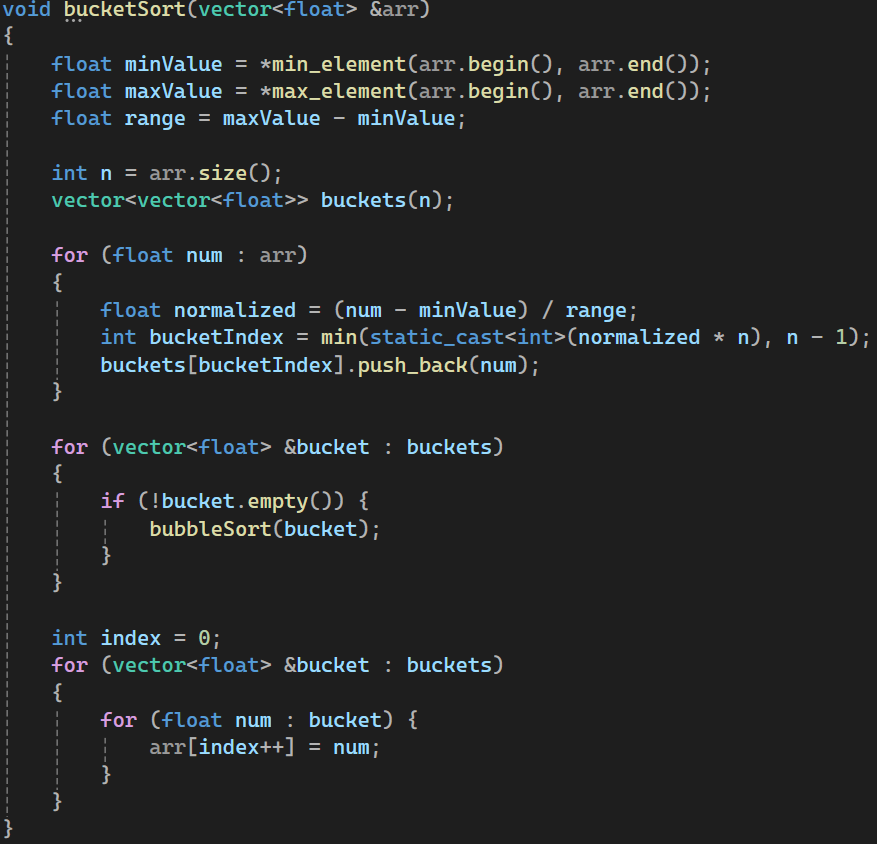 void bucketSort(vector<float> &arr)
{
    float minValue = *min_element(arr.begin(), arr.end());
    float maxValue = *max_element(arr.begin(), arr.end());
    float range = maxValue - minValue;

    int n = arr.size();
    vector<vector<float>> buckets(n);

    for (float num : arr)
    {
        float normalized = (num - minValue) / range;
        int bucketIndex = min(static_cast<int>(normalized * n), n - 1);
        buckets[bucketIndex].push_back(num);
    }

    for (vector<float> &bucket : buckets)
    {
        if (!bucket.empty()) {
            bubbleSort(bucket);
        }
    }

    int index = 0;
    for (vector<float> &bucket : buckets)
    {
        for (float num : bucket) {
            arr[index++] = num;
        }
    }
}